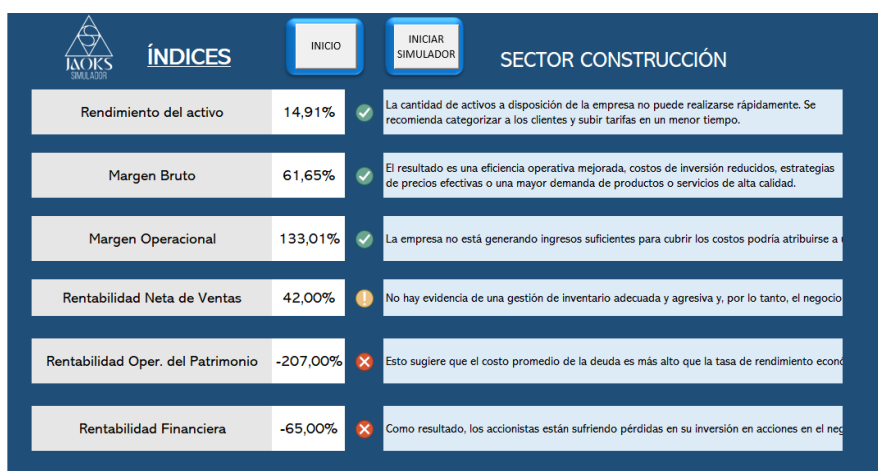 JAOKS
SIMULADOR
ÍNDICES
INICIO
INICIAR
SIMULADOR
SECTOR CONSTRUCCIÓN
Rendimiento del activo
14,91%
La cantidad de activos a disposición de la empresa no puede realizarse rápidamente. Se
recomienda categorizar a los clientes y subir tarifas en un menor tiempo.
Margen Bruto
61,65%
El resultado es una eficiencia operativa mejorada, costos de inversión reducidos, estrategias
de precios efectivas o una mayor demanda de productos o servicios de alta calidad.
Margen Operacional
133,01%
La empresa no está generando ingresos suficientes para cubrir los costos podría atribuirse a
Rentabilidad Neta de Ventas
42,00%
No hay evidencia de una gestión de inventario adecuada y agresiva y, por lo tanto, el negocio
Rentabilidad Oper. del Patrimonio
-207,00%
Esto sugiere que el costo promedio de la deuda es más alto que la tasa de rendimiento
Rentabilidad Financiera
-65,00%
Como resultado, los accionistas están sufriendo pérdidas en su inversión en acciones en el